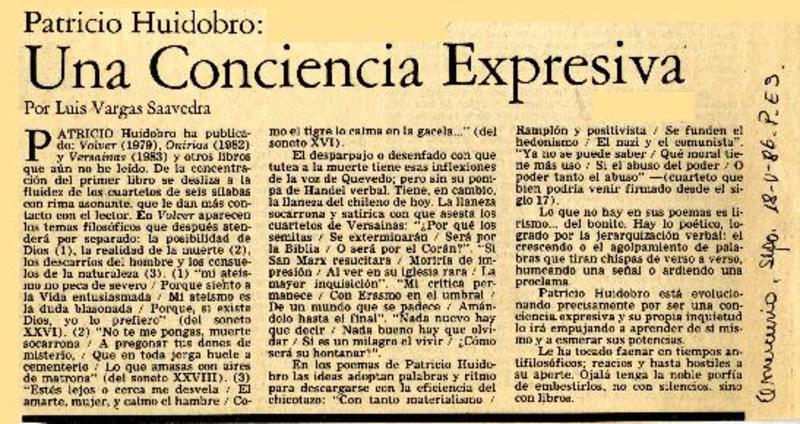 Patricio Huidobro:
Una Conciencia Expresiva
Por Luis Vargas Saavedra
PATRICIO Huidobro ha publica-
do: Volver (1979), Onirias (1982)
y Versainas (1983) y otros libros
que aún no he leído. De la concentra-
ción del primer libro se desliza a la
fluidez de los cuartetos de seis sílabas
con rima asonante, que le dan más con-
tacto con el lector. En Volver aparecen
los temas filosóficos que después aten-
derá por separado: la posibilidad de
Dios (1), la realidad de la muerte (2),
los descarríos del hombre y los consue-
los de la naturaleza (3). (1) "mi ateís-
mo no peca de severo / Porque siento a
la Vida entusiasmada / Mi ateísmo es
la duda blasonada / Porque, si existe
Dios, yo lo prefiero" (del soneto
XXVII). (2) "No te me pongas, muerte
socarrona / A pregonar tus dones de
misterio, / Que en toda jerga huele a
cementerio / Lo que amasas con aires
de matrona" (del soneto XXVIII). (3)
"Estés lejos o cerca me desvela / El
amarte, mujer, y calmo el hambre / Co-
mo el tigre lo calma en la gacela..." (del
soneto XVI).
El desparpajo o desenfado con que
tutea a la muerte tiene esas inflexiones
de la voz de Quevedo; pero sin su pom-
pa de Händel verbal. Tiene, en cambio,
la llaneza del chileno de hoy. La llaneza
socarrona y satírica con que asesta los
cuartetos de Versainas: "¿Por qué los
semitas / Se exterminarán / Será por
la Biblia / O será por el Corán?". "Si
San Marx resucitara / Moriría de im-
presión / Al ver en su iglesia rara / La
mayor inquisición". "Mi crítica per-
manece / Con Erasmo en el umbral /
De un mundo que se padece / Amán-
dolo hasta el final". "Nada nuevo hay
que decir / Nada bueno hay que olvi-
dar / Si es un milagro el vivir / ¿Cómo
será su hontanar?"
En los poemas de Patricio Huido-
bro las ideas adoptan palabras y ritmo
para descargarse con la eficiencia del
chicotazo: "Con tanto materialismo /
Ramplón y positivista / Se funden el
hedonismo / El nazi y el comunista".
"Ya no se puede saber / Qué moral tie-
ne más uso / Si el abuso del poder / O
poder tanto el abuso" —(cuarteto que
bien podría venir firmado desde el si-
glo 17).
Lo que no hay en sus poemas es li-
rismo... del bonito. Hay lo poético, lo-
grado por la jerarquización verbal: el
crescendo o el agolpamiento de pala-
bras que tiran chispas de verso a verso,
humeando una señal o ardiendo una
proclama.
Patricio Huidobro está evolucio-
nando precisamente por ser una con-
ciencia expresiva y su propia inquietud
lo irá empujando a aprender de sí mis-
mo y a esmerar sus potencias.
Le ha tocado faenar en tiempos an-
tifilosóficos; reacios y hasta hostiles a
su aporte. Ojalá tenga la noble porfía
de embestirlos, no con silencios, sino
con libros.
El Mercurio, Stgo. 18-V-86. P. E3.